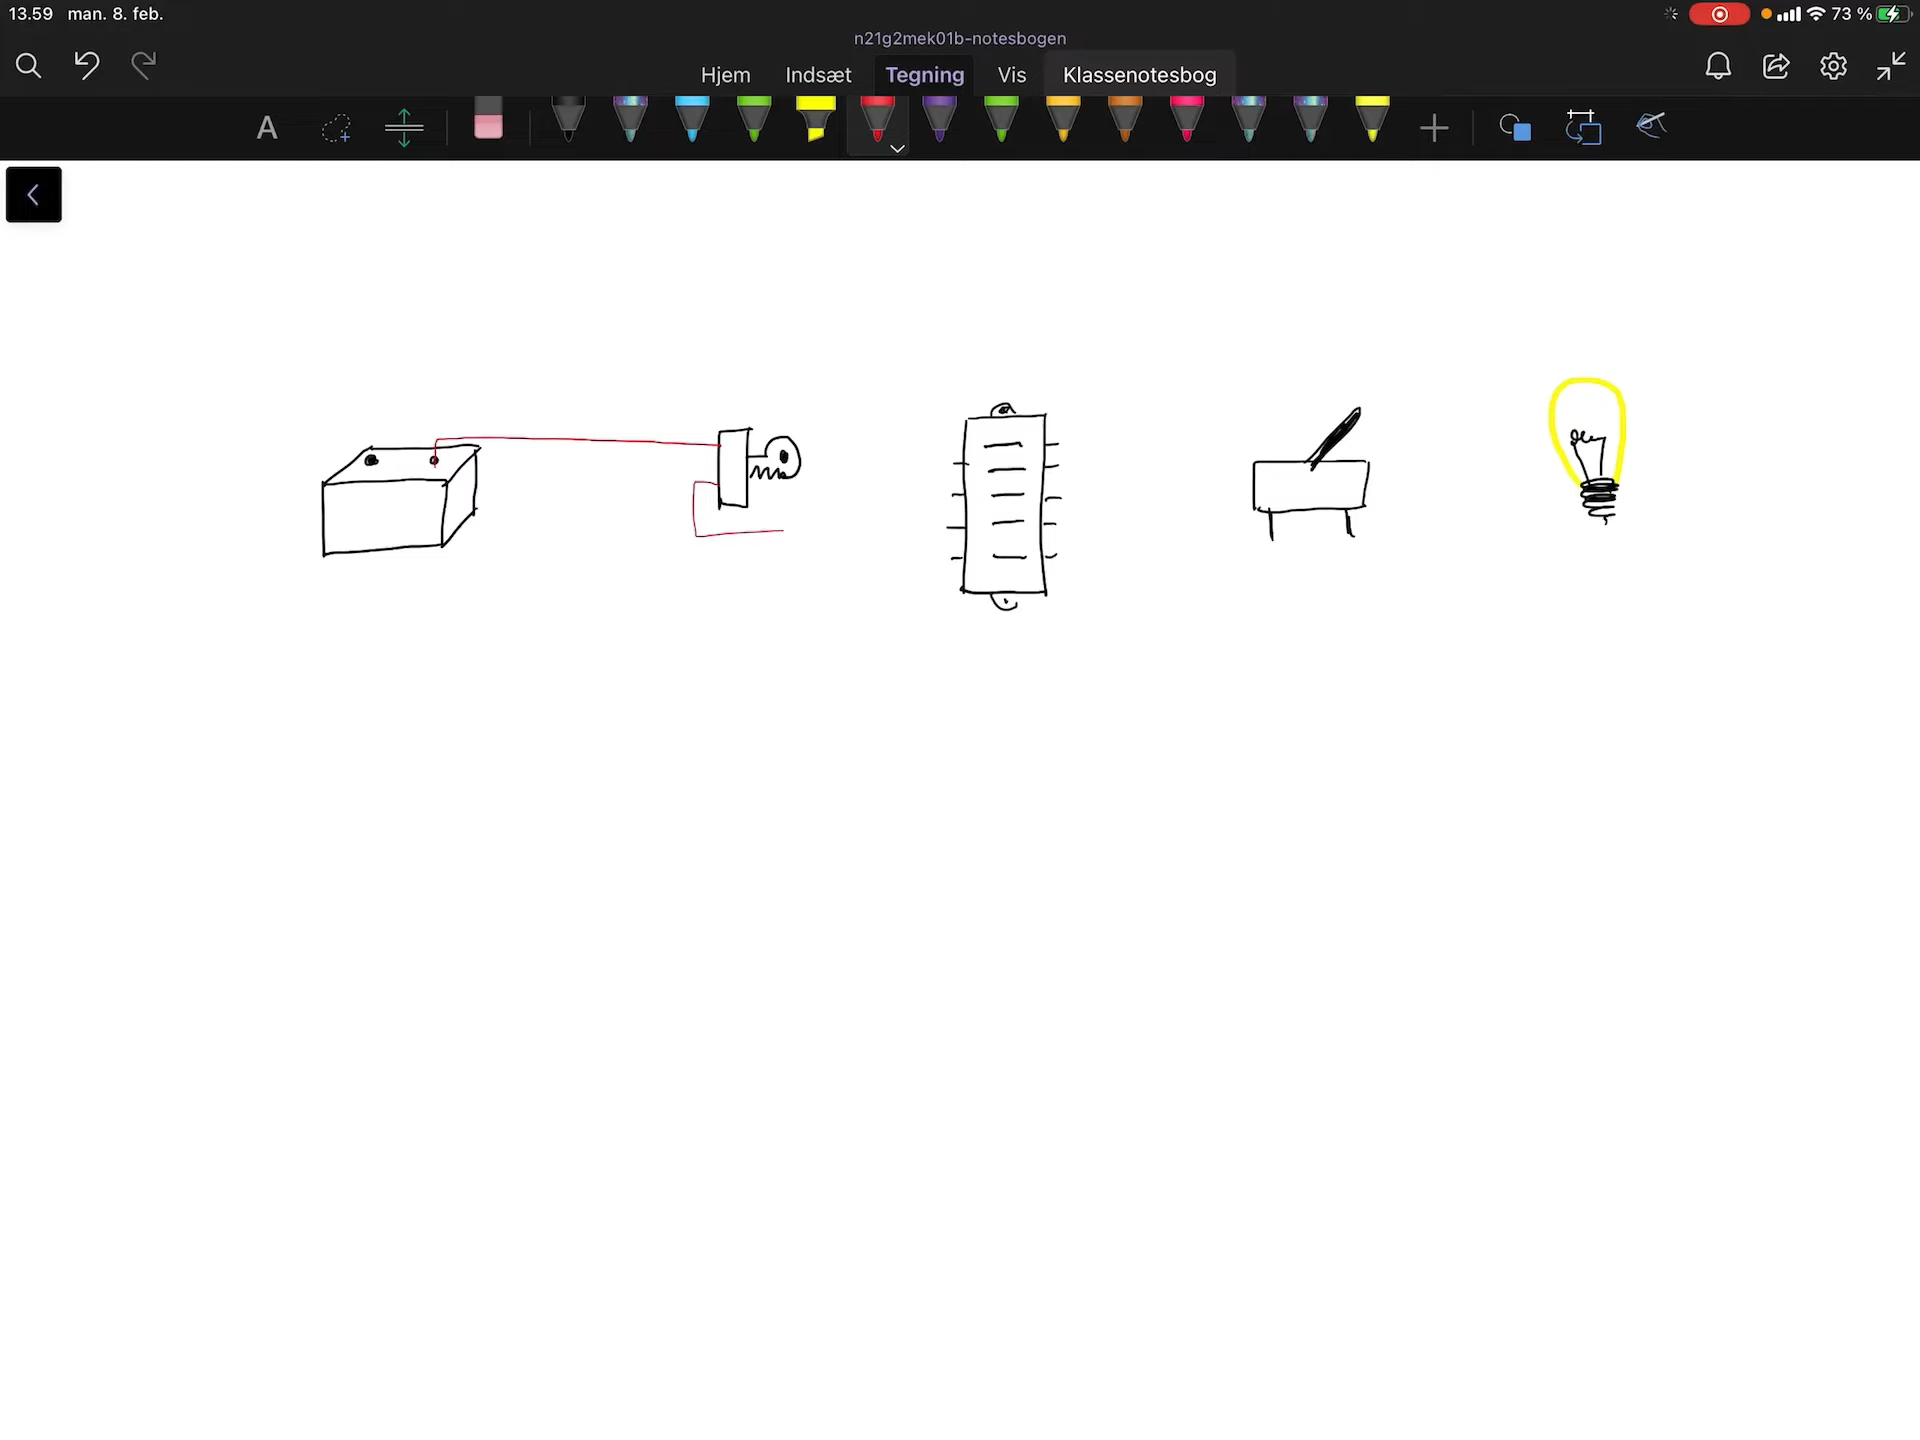 13.59 man. 8. feb.
73 %
n21g2mek01b-notesbogen
Hjem Indsæt Tegning Vis Klassenotesbog
A